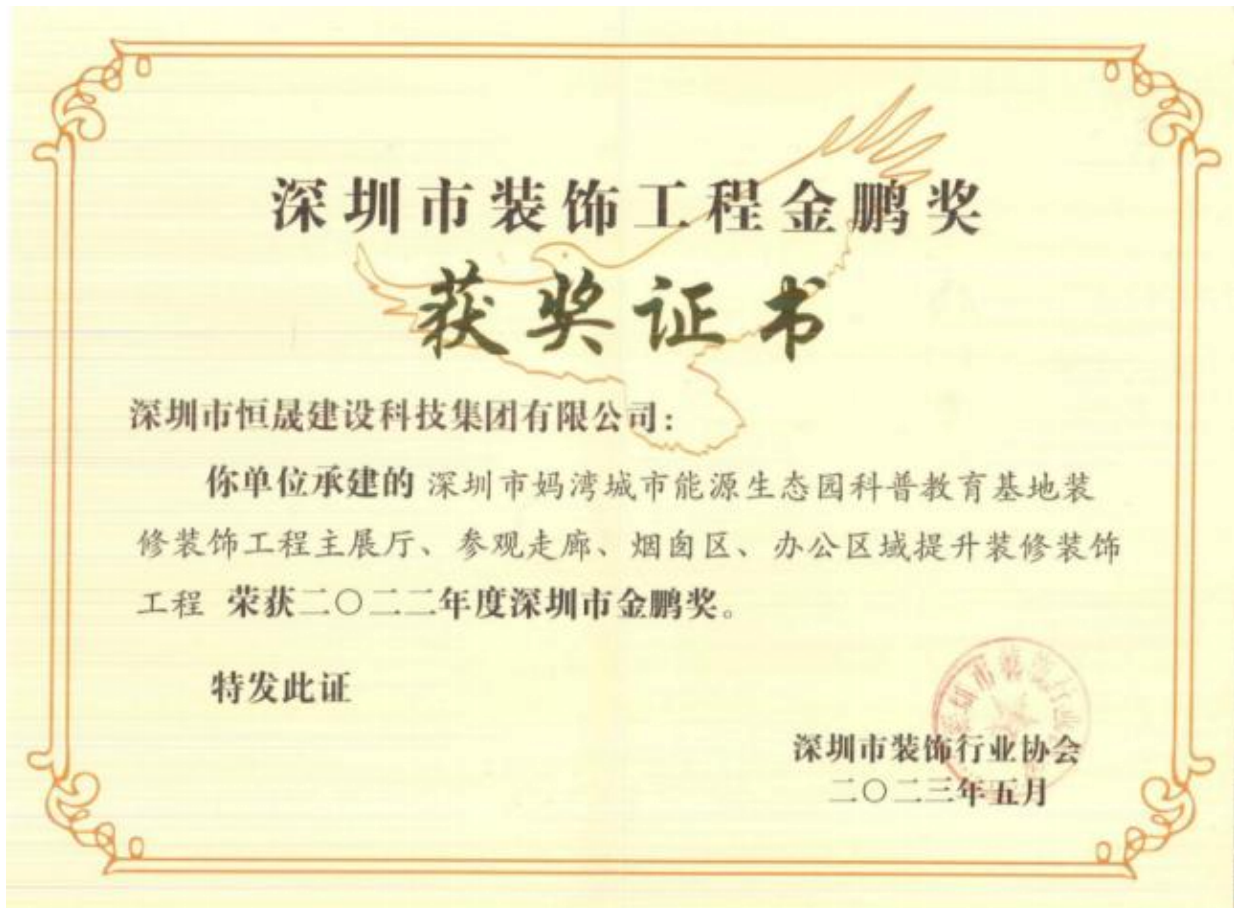 深圳市装饰工程金鹏奖
获奖证书
深圳市恒晟建设科技集团有限公司：
你单位承建的 深圳市妈湾城市能源生态园科普教育基地装
修装饰工程主展厅、参观走廊、烟囱区、办公区域提升装修装饰
工程 荣获二〇二二年度深圳市金鹏奖。
特发此证
深圳市装饰行业协会
二〇二三年五月